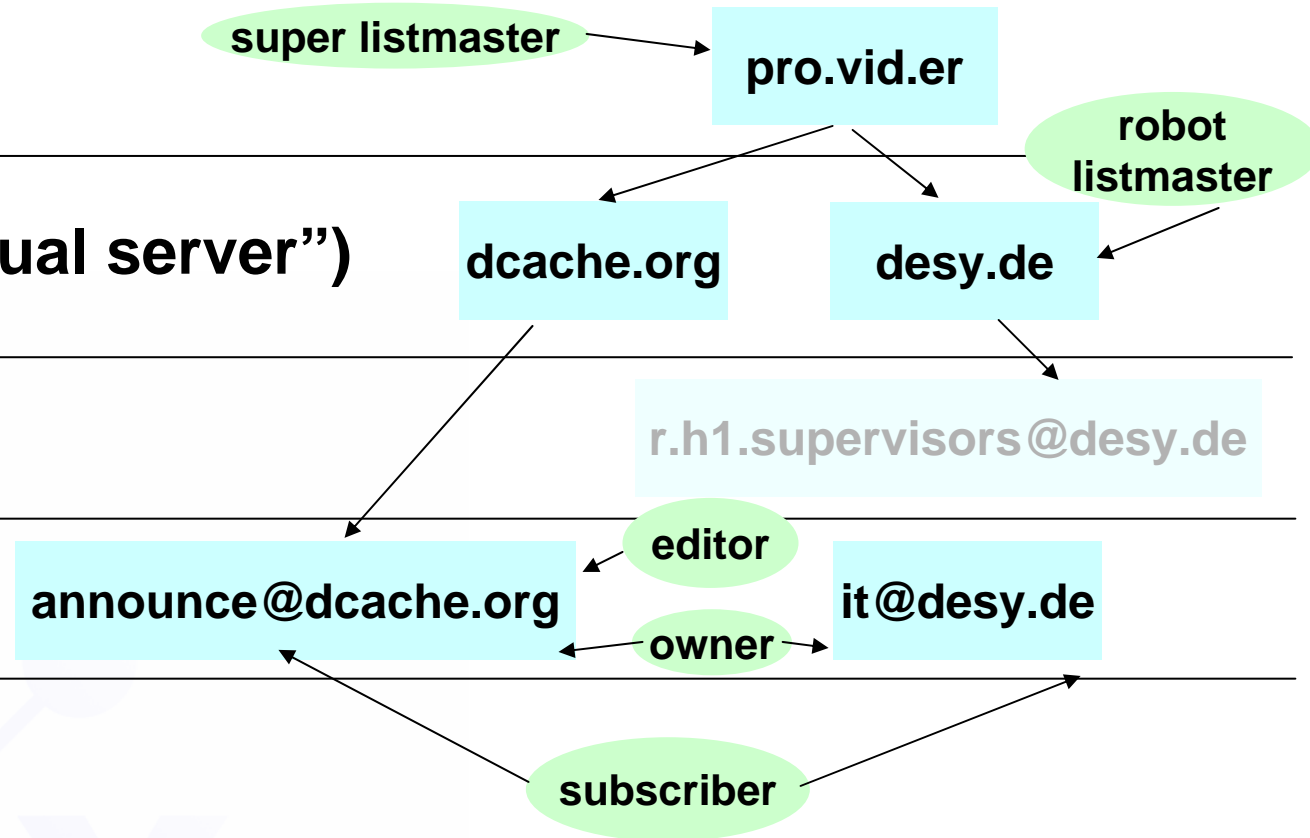 super listmaster
pro.vid.er
robot
listmaster
ual server”)
dcache.org
desy.de
r.h1.supervisors@desy.de
editor
announce@dcache.org
it@desy.de
owner
subscriber